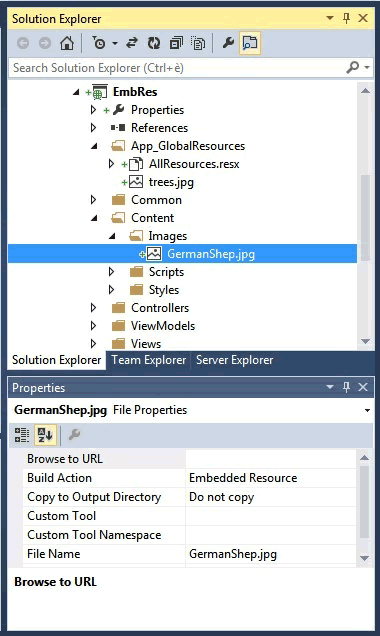 Solution Explorer
Search Solution Explorer (Ctrl+è)
EmbRes
Properties
References
App_GlobalResources
AllResources.resx
trees.jpg
Common
Content
Images
GermanShep.jpg
Scripts
Styles
Controllers
ViewModels
Views
Solution Explorer Team Explorer Server Explorer
Properties
GermanShep.jpg File Properties
Browse to URL
Build Action Embedded Resource
Copy to Output Directory Do not copy
Custom Tool
Custom Tool Namespace
File Name GermanShep.jpg
Browse to URL